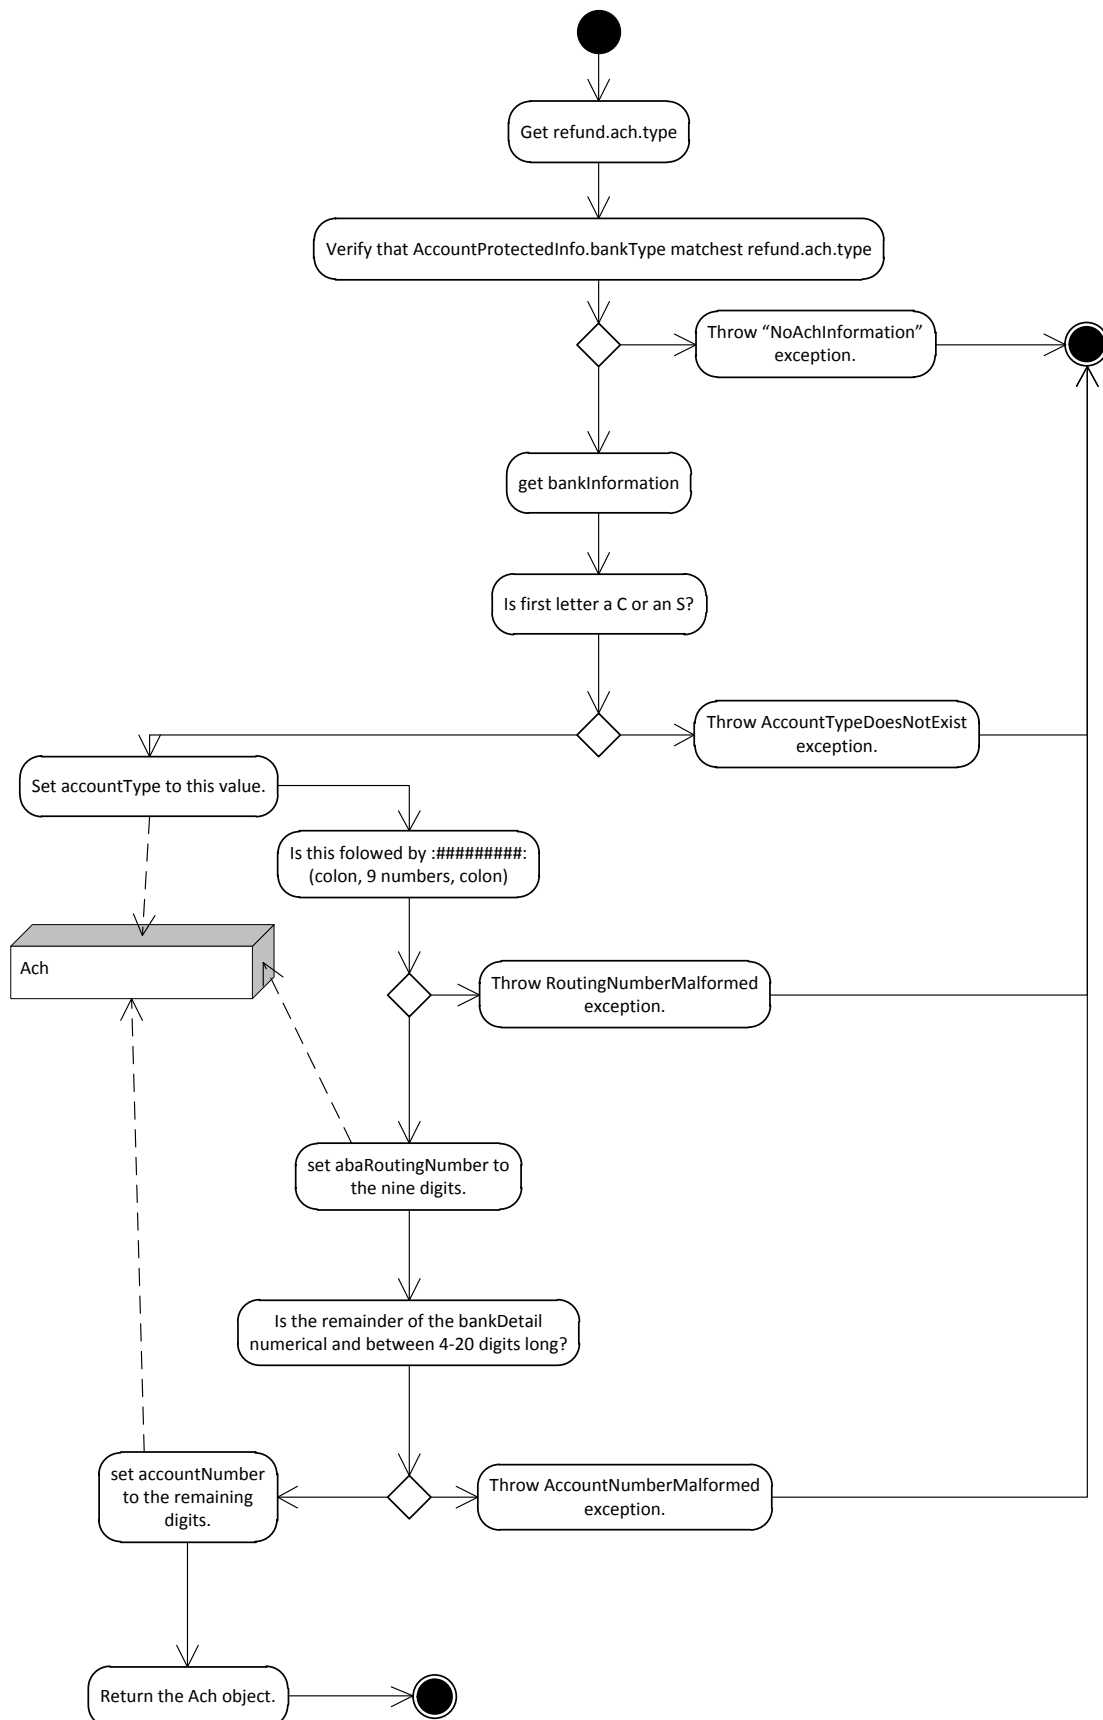 Get refund.ach.type
Verify that AccountProtectedInfo.bankType matchest refund.ach.type
Throw “NoAchInformation”
exception.
get bankInformation
Is first letter a C or an S?
Throw AccountTypeDoesNotExist
exception.
Set accountType to this value.
Is this folowed by :#########:
(colon, 9 numbers, colon)
Ach
Throw RoutingNumberMalformed
exception.
set abaRoutingNumber to
the nine digits.
Is the remainder of the bankDetail
numerical and between 4-20 digits long?
set accountNumber
to the remaining
digits.
Throw AccountNumberMalformed
exception.
Return the Ach object.